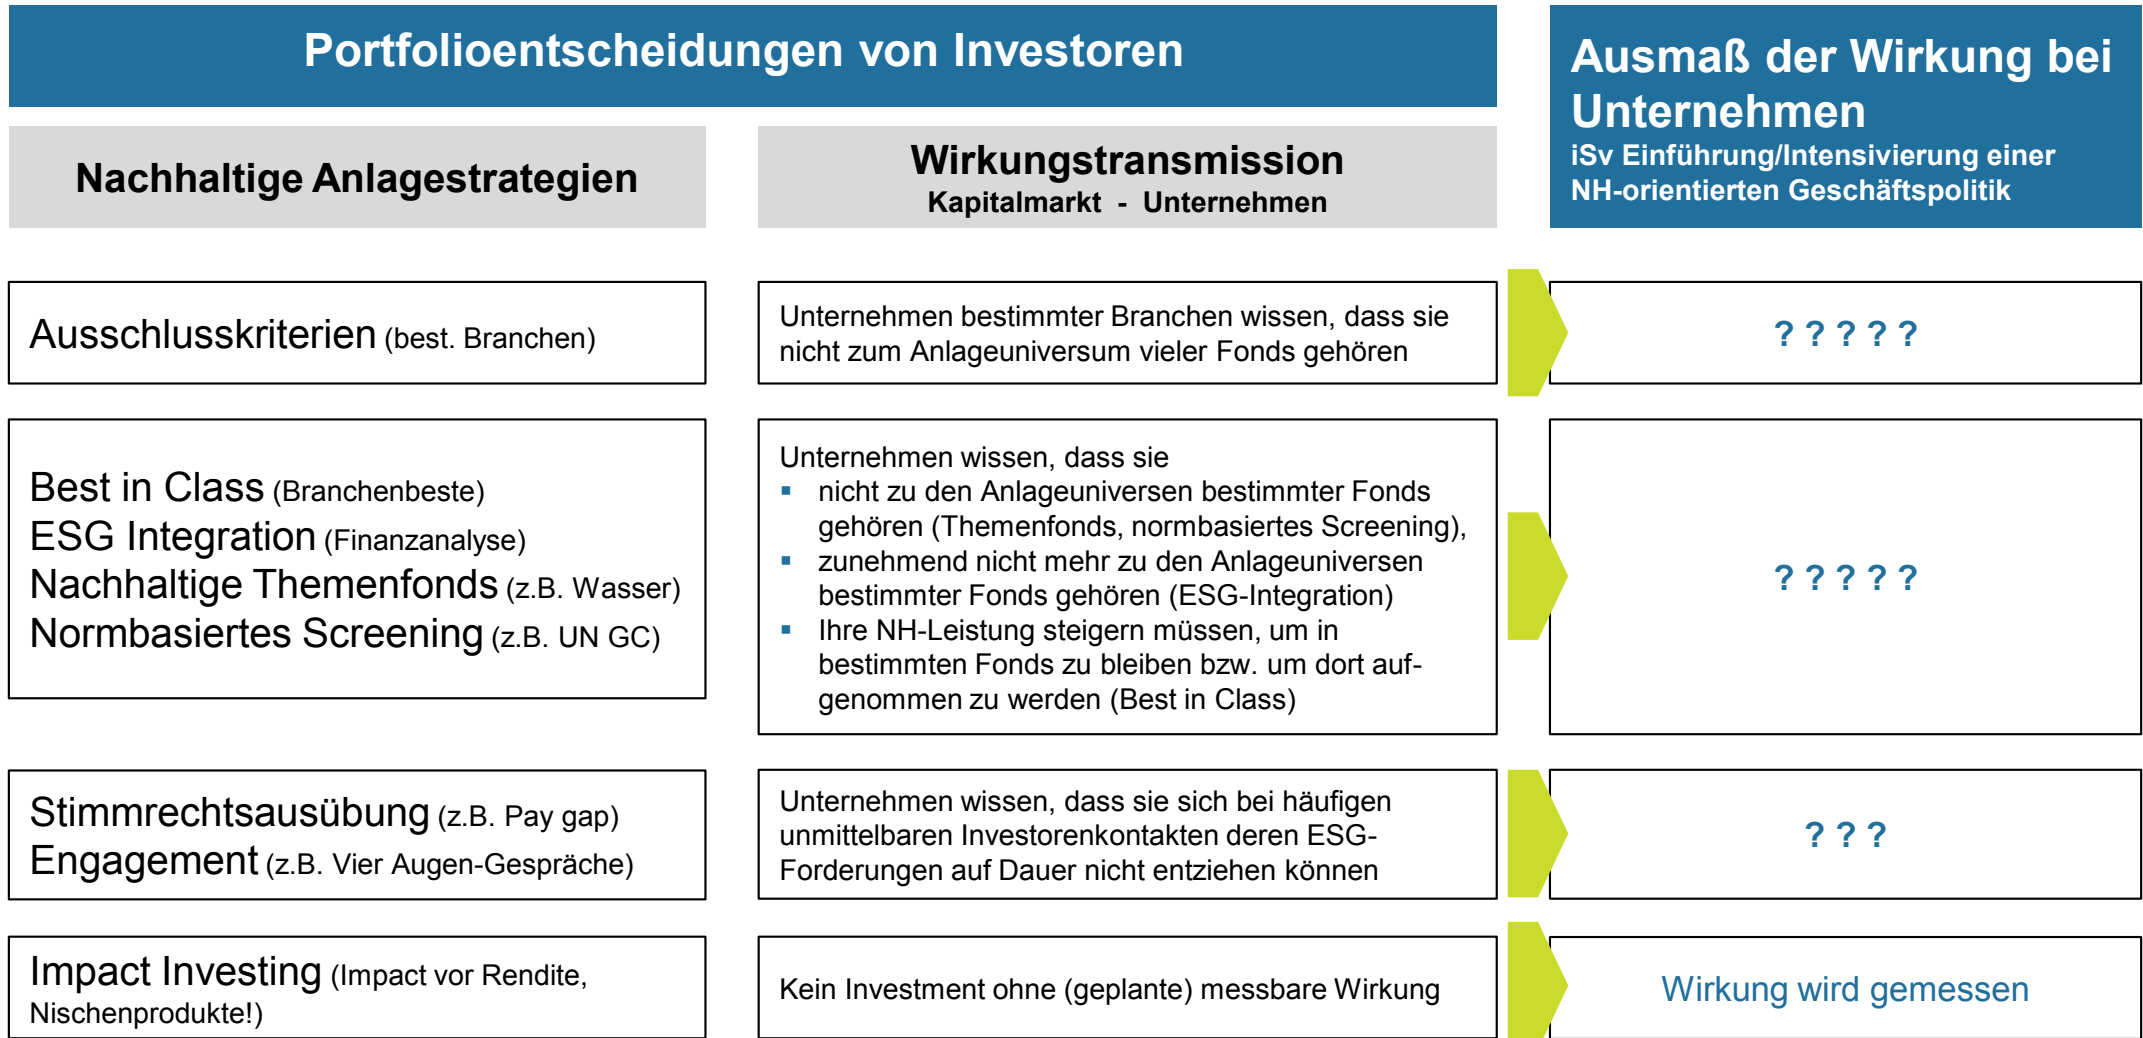 Portfolioentscheidungen von Investoren
Ausmaß der Wirkung bei
Unternehmen
iSv Einführung/Intensivierung einer
NH-orientierten Geschäftspolitik
Nachhaltige Anlagestrategien
Wirkungstransmission
Kapitalmarkt - Unternehmen
Ausschlusskriterien (best. Branchen)
Unternehmen bestimmter Branchen wissen, dass sie
nicht zum Anlageuniversum vieler Fonds gehören
? ? ? ? ?
Best in Class (Branchenbeste)
ESG Integration (Finanzanalyse)
Nachhaltige Themenfonds (z.B. Wasser)
Normbasiertes Screening (z.B. UN GC)
Unternehmen wissen, dass sie
▪ nicht zu den Anlageuniversen bestimmter Fonds
gehören (Themenfonds, normbasiertes Screening),
▪ zunehmend nicht mehr zu den Anlageuniversen
bestimmter Fonds gehören (ESG-Integration)
▪ Ihre NH-Leistung steigern müssen, um in
bestimmten Fonds zu bleiben bzw. um dort auf-
genommen zu werden (Best in Class)
? ? ? ? ?
Stimmrechtsausübung (z.B. Pay gap)
Engagement (z.B. Vier Augen-Gespräche)
Unternehmen wissen, dass sie sich bei häufigen
unmittelbaren Investorenkontakten deren ESG-
Forderungen auf Dauer nicht entziehen können
? ? ?
Impact Investing (Impact vor Rendite,
Nischenprodukte!)
Kein Investment ohne (geplante) messbare Wirkung
Wirkung wird gemessen